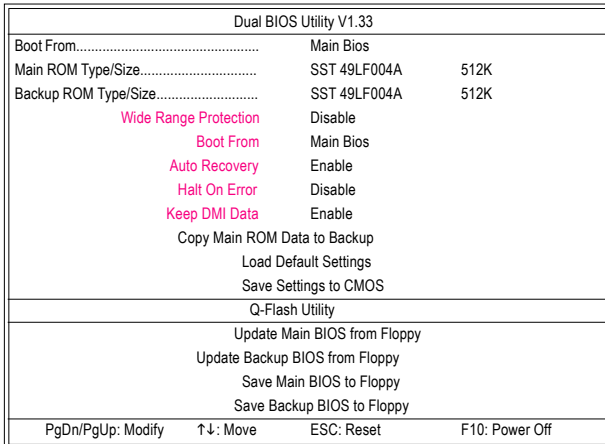 Dual BIOS Utility V1.33
Boot From................................................. Main Bios
Main ROM Type/Size............................... SST 49LF004A 512K
Backup ROM Type/Size........................... SST 49LF004A 512K
Wide Range Protection Disable
Boot From Main Bios
Auto Recovery Enable
Halt On Error Disable
Keep DMI Data Enable
Copy Main ROM Data to Backup
Load Default Settings
Save Settings to CMOS
Q-Flash Utility
Update Main BIOS from Floppy
Update Backup BIOS from Floppy
Save Main BIOS to Floppy
Save Backup BIOS to Floppy
PgDn/PgUp: Modify ↑↓: Move ESC: Reset F10: Power Off